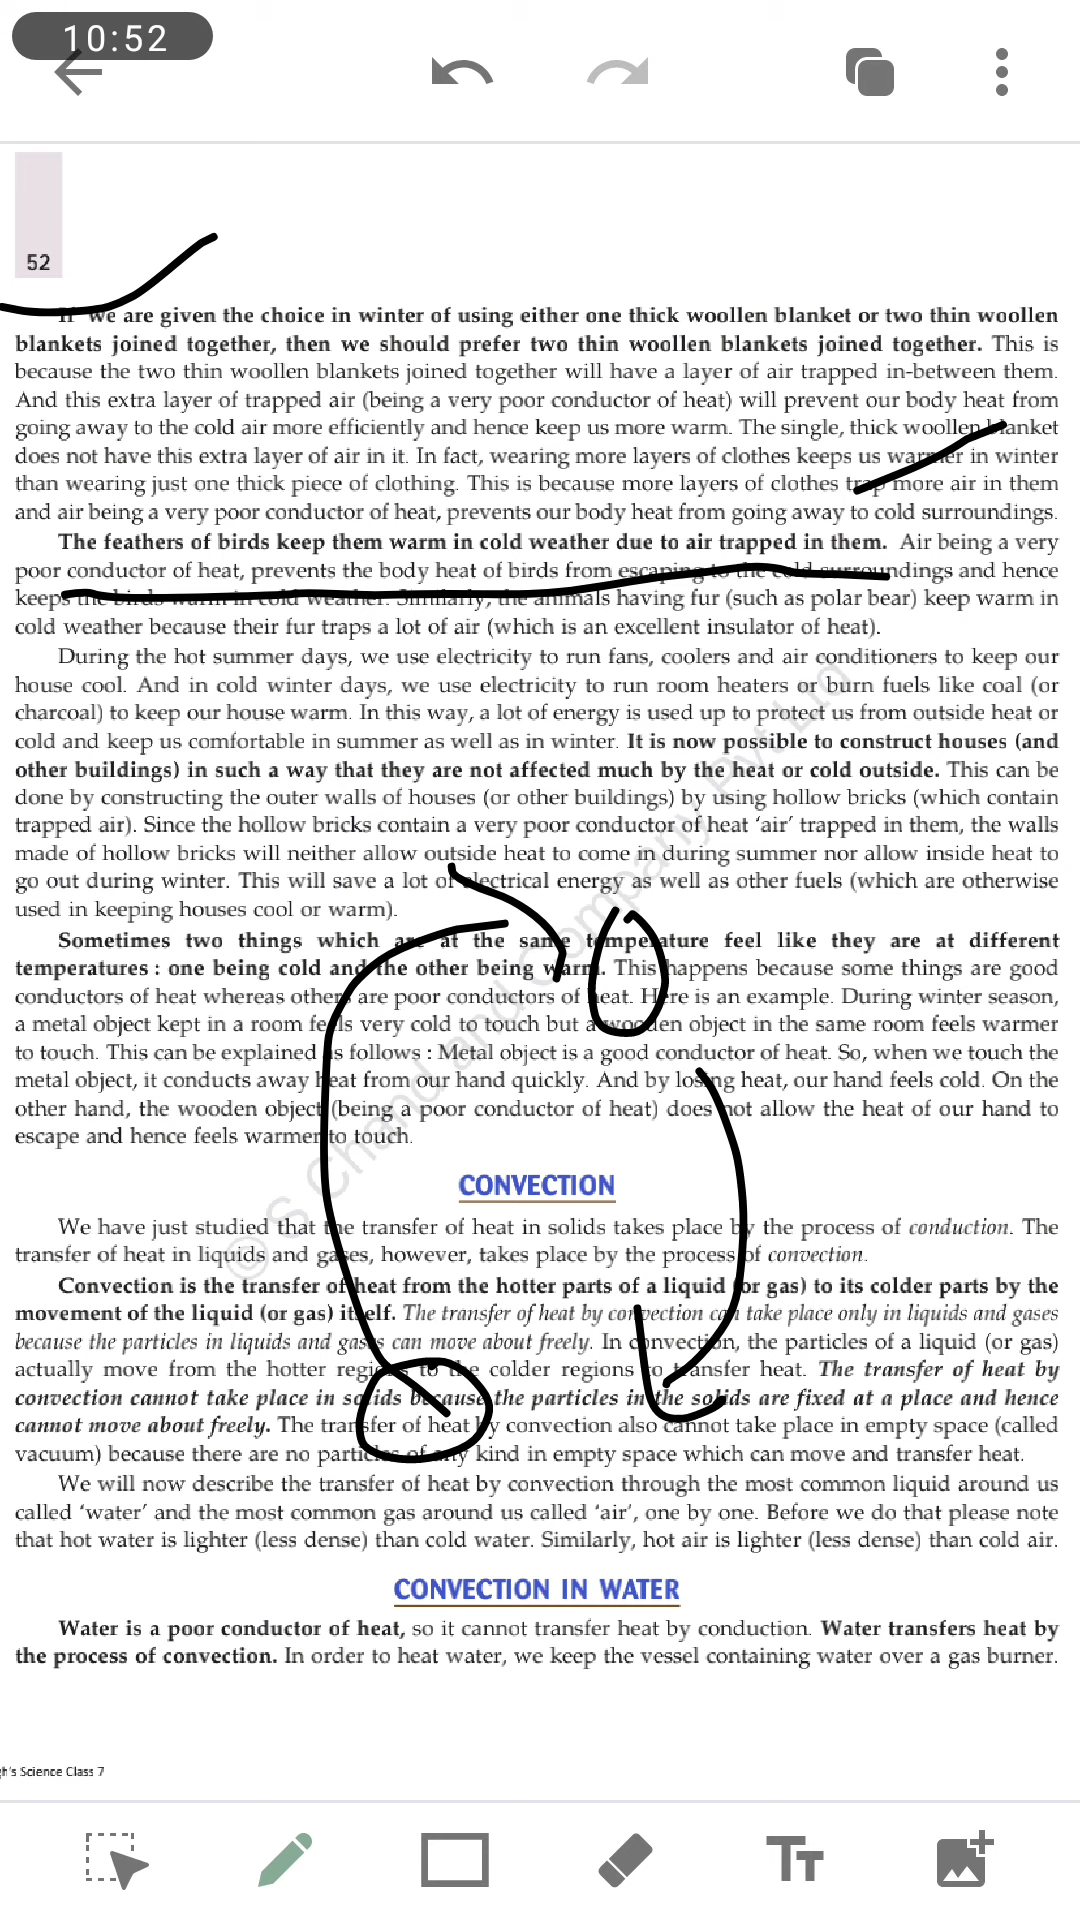 10:52
52
If we are given the choice in winter of using either one thick woollen blanket or two thin woollen
blankets joined together, then we should prefer two thin woollen blankets joined together. This is
because the two thin woollen blankets joined together will have a layer of air trapped in-between them.
And this extra layer of trapped air (being a very poor conductor of heat) will prevent our body heat from
going away to the cold air more efficiently and hence keep us more warm. The single, thick woollen blanket
does not have this extra layer of air in it. In fact, wearing more layers of clothes keeps us warmer in winter
than wearing just one thick piece of clothing. This is because more layers of clothes trap more air in them
and air being a very poor conductor of heat, prevents our body heat from going away to cold surroundings.
The feathers of birds keep them warm in cold weather due to air trapped in them. Air being a very
poor conductor of heat, prevents the body heat of birds from escaping to the cold surroundings and hence
keeps the birds warm in cold weather. Similarly, the animals having fur (such as polar bear) keep warm in
cold weather because their fur traps a lot of air (which is an excellent insulator of heat).
During the hot summer days, we use electricity to run fans, coolers and air conditioners to keep our
house cool. And in cold winter days, we use electricity to run room heaters or burn fuels like coal (or
charcoal) to keep our house warm. In this way, a lot of energy is used up to protect us from outside heat or
cold and keep us comfortable in summer as well as in winter. It is now possible to construct houses (and
other buildings) in such a way that they are not affected much by the heat or cold outside. This can be
done by constructing the outer walls of houses (or other buildings) by using hollow bricks (which contain
trapped air). Since the hollow bricks contain a very poor conductor of heat ‘air’ trapped in them, the walls
made of hollow bricks will neither allow outside heat to come in during summer nor allow inside heat to
go out during winter. This will save a lot of electrical energy as well as other fuels (which are otherwise
used in keeping houses cool or warm).
Sometimes two things which are at the same temperature feel like they are at different
temperatures : one being cold and the other being warm. This happens because some things are good
conductors of heat whereas others are poor conductors of heat. Here is an example. During winter season,
a metal object kept in a room feels very cold to touch but a wooden object in the same room feels warmer
to touch. This can be explained as follows : Metal object is a good conductor of heat. So, when we touch the
metal object, it conducts away heat from our hand quickly. And by losing heat, our hand feels cold. On the
other hand, the wooden object (being a poor conductor of heat) does not allow the heat of our hand to
escape and hence feels warmer to touch.
© S Chand and Company Pvt Ltd
CONVECTION
We have just studied that the transfer of heat in solids takes place by the process of conduction. The
transfer of heat in liquids and gases, however, takes place by the process of convection.
Convection is the transfer of heat from the hotter parts of a liquid (or gas) to its colder parts by the
movement of the liquid (or gas) itself. The transfer of heat by convection can take place only in liquids and gases
because the particles in liquids and gases can move about freely. In convection, the particles of a liquid (or gas)
actually move from the hotter regions to the colder regions to transfer heat. The transfer of heat by
convection cannot take place in solids because the particles in the solids are fixed at a place and hence
cannot move about freely. The transfer of heat by convection also cannot take place in empty space (called
vacuum) because there are no particles of any kind in empty space which can move and transfer heat.
We will now describe the transfer of heat by convection through the most common liquid around us
called ‘water’ and the most common gas around us called ‘air’, one by one. Before we do that please note
that hot water is lighter (less dense) than cold water. Similarly, hot air is lighter (less dense) than cold air.
CONVECTION IN WATER
Water is a poor conductor of heat, so it cannot transfer heat by conduction. Water transfers heat by
the process of convection. In order to heat water, we keep the vessel containing water over a gas burner.
h's Science Class 7
TT